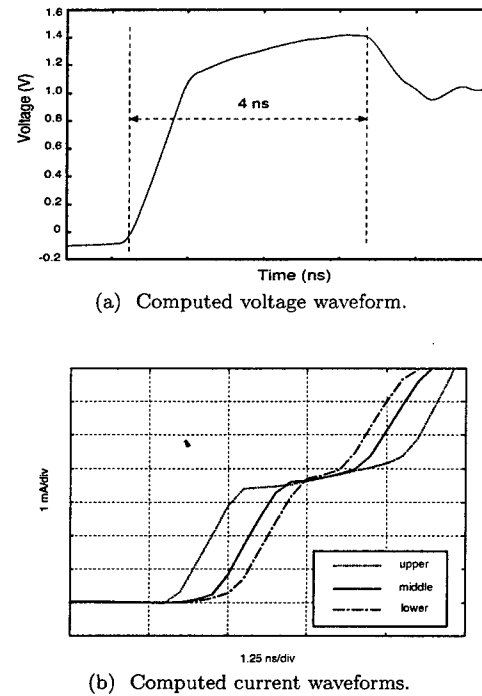 1.6
1.4
1.2
1.0
0.8
0.6
0.4
0.2
0
-0.2
Voltage (V)
4 ns
Time (ns)
(a) Computed voltage waveform.
1 mA/div
upper
middle
lower
1.25 ns/div
(b) Computed current waveforms.